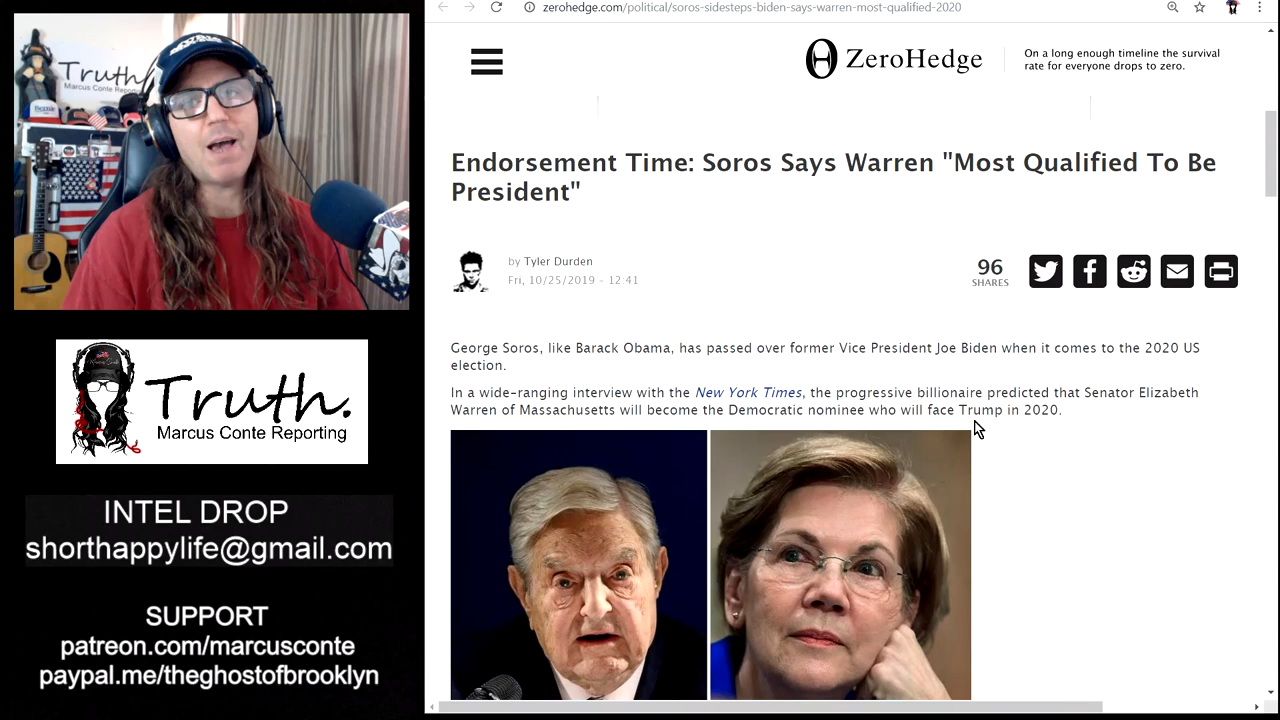 Truth.
Marcus Conte Reporting
Bernie
Truth.
Marcus Conte Reporting
INTEL DROP
shorthappylife@gmail.com
SUPPORT
patreon.com/marcusconte
paypal.me/theghostofbrooklyn
zerohedge.com/political/soros-sidesteps-biden-says-warren-most-qualified-2020
ZeroHedge
On a long enough timeline the survival
rate for everyone drops to zero.
Endorsement Time: Soros Says Warren "Most Qualified To Be
President"
by Tyler Durden
Fri, 10/25/2019 - 12:41
96
SHARES
George Soros, like Barack Obama, has passed over former Vice President Joe Biden when it comes to the 2020 US
election.
In a wide-ranging interview with the New York Times, the progressive billionaire predicted that Senator Elizabeth
Warren of Massachusetts will become the Democratic nominee who will face Trump in 2020.